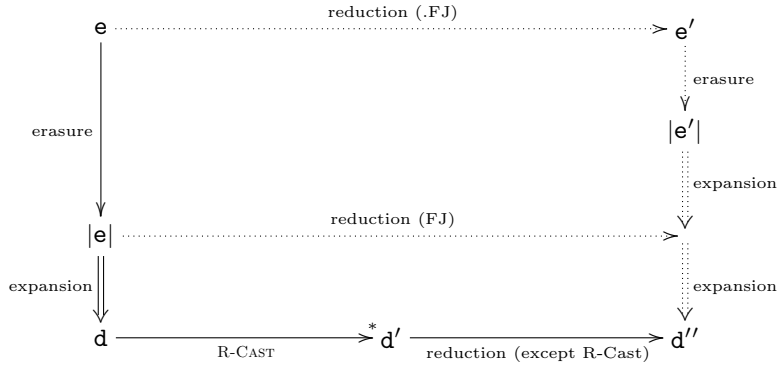 reduction (.FJ)
e e′
erasure
erasure
|e′|
expansion
reduction (FJ)
|e|
expansion expansion
d * d′ d′′
R-Cast reduction (except R-Cast)